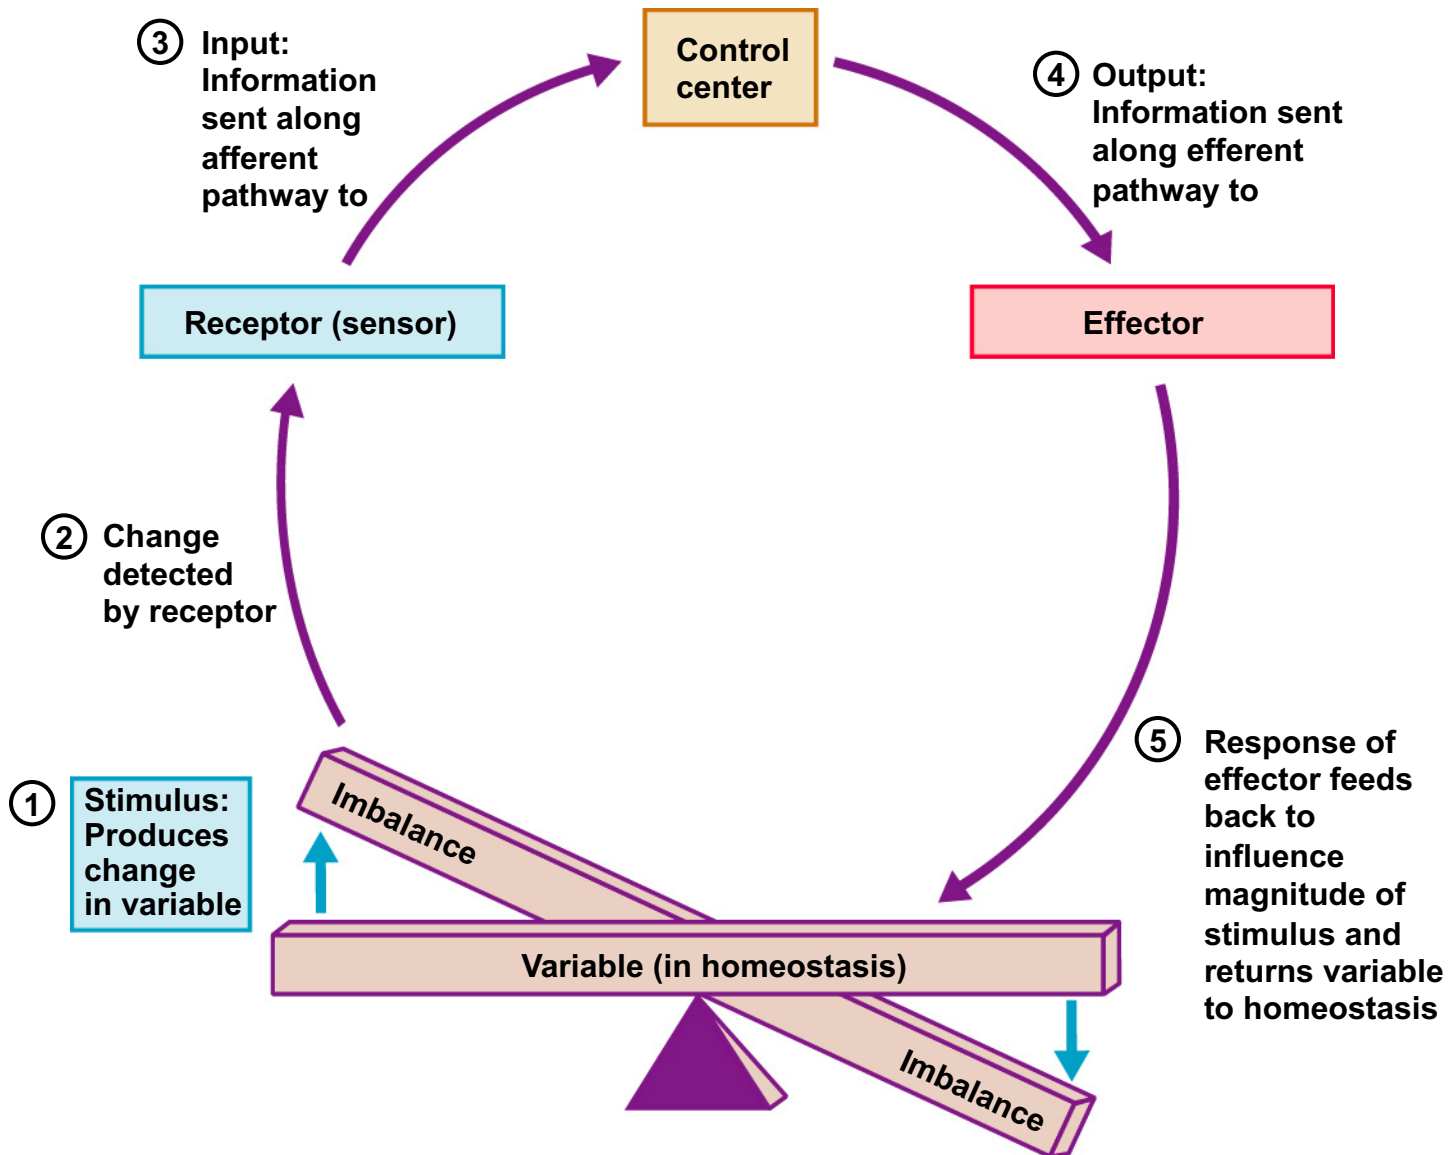 3 Input:
Information
sent along
afferent
pathway to
Control
center
4 Output:
Information sent
along efferent
pathway to
Receptor (sensor)
Effector
2 Change
detected
by receptor
1 Stimulus:
Produces
change
in variable
Imbalance
Variable (in homeostasis)
Imbalance
5 Response of
effector feeds
back to
influence
magnitude of
stimulus and
returns variable
to homeostasis